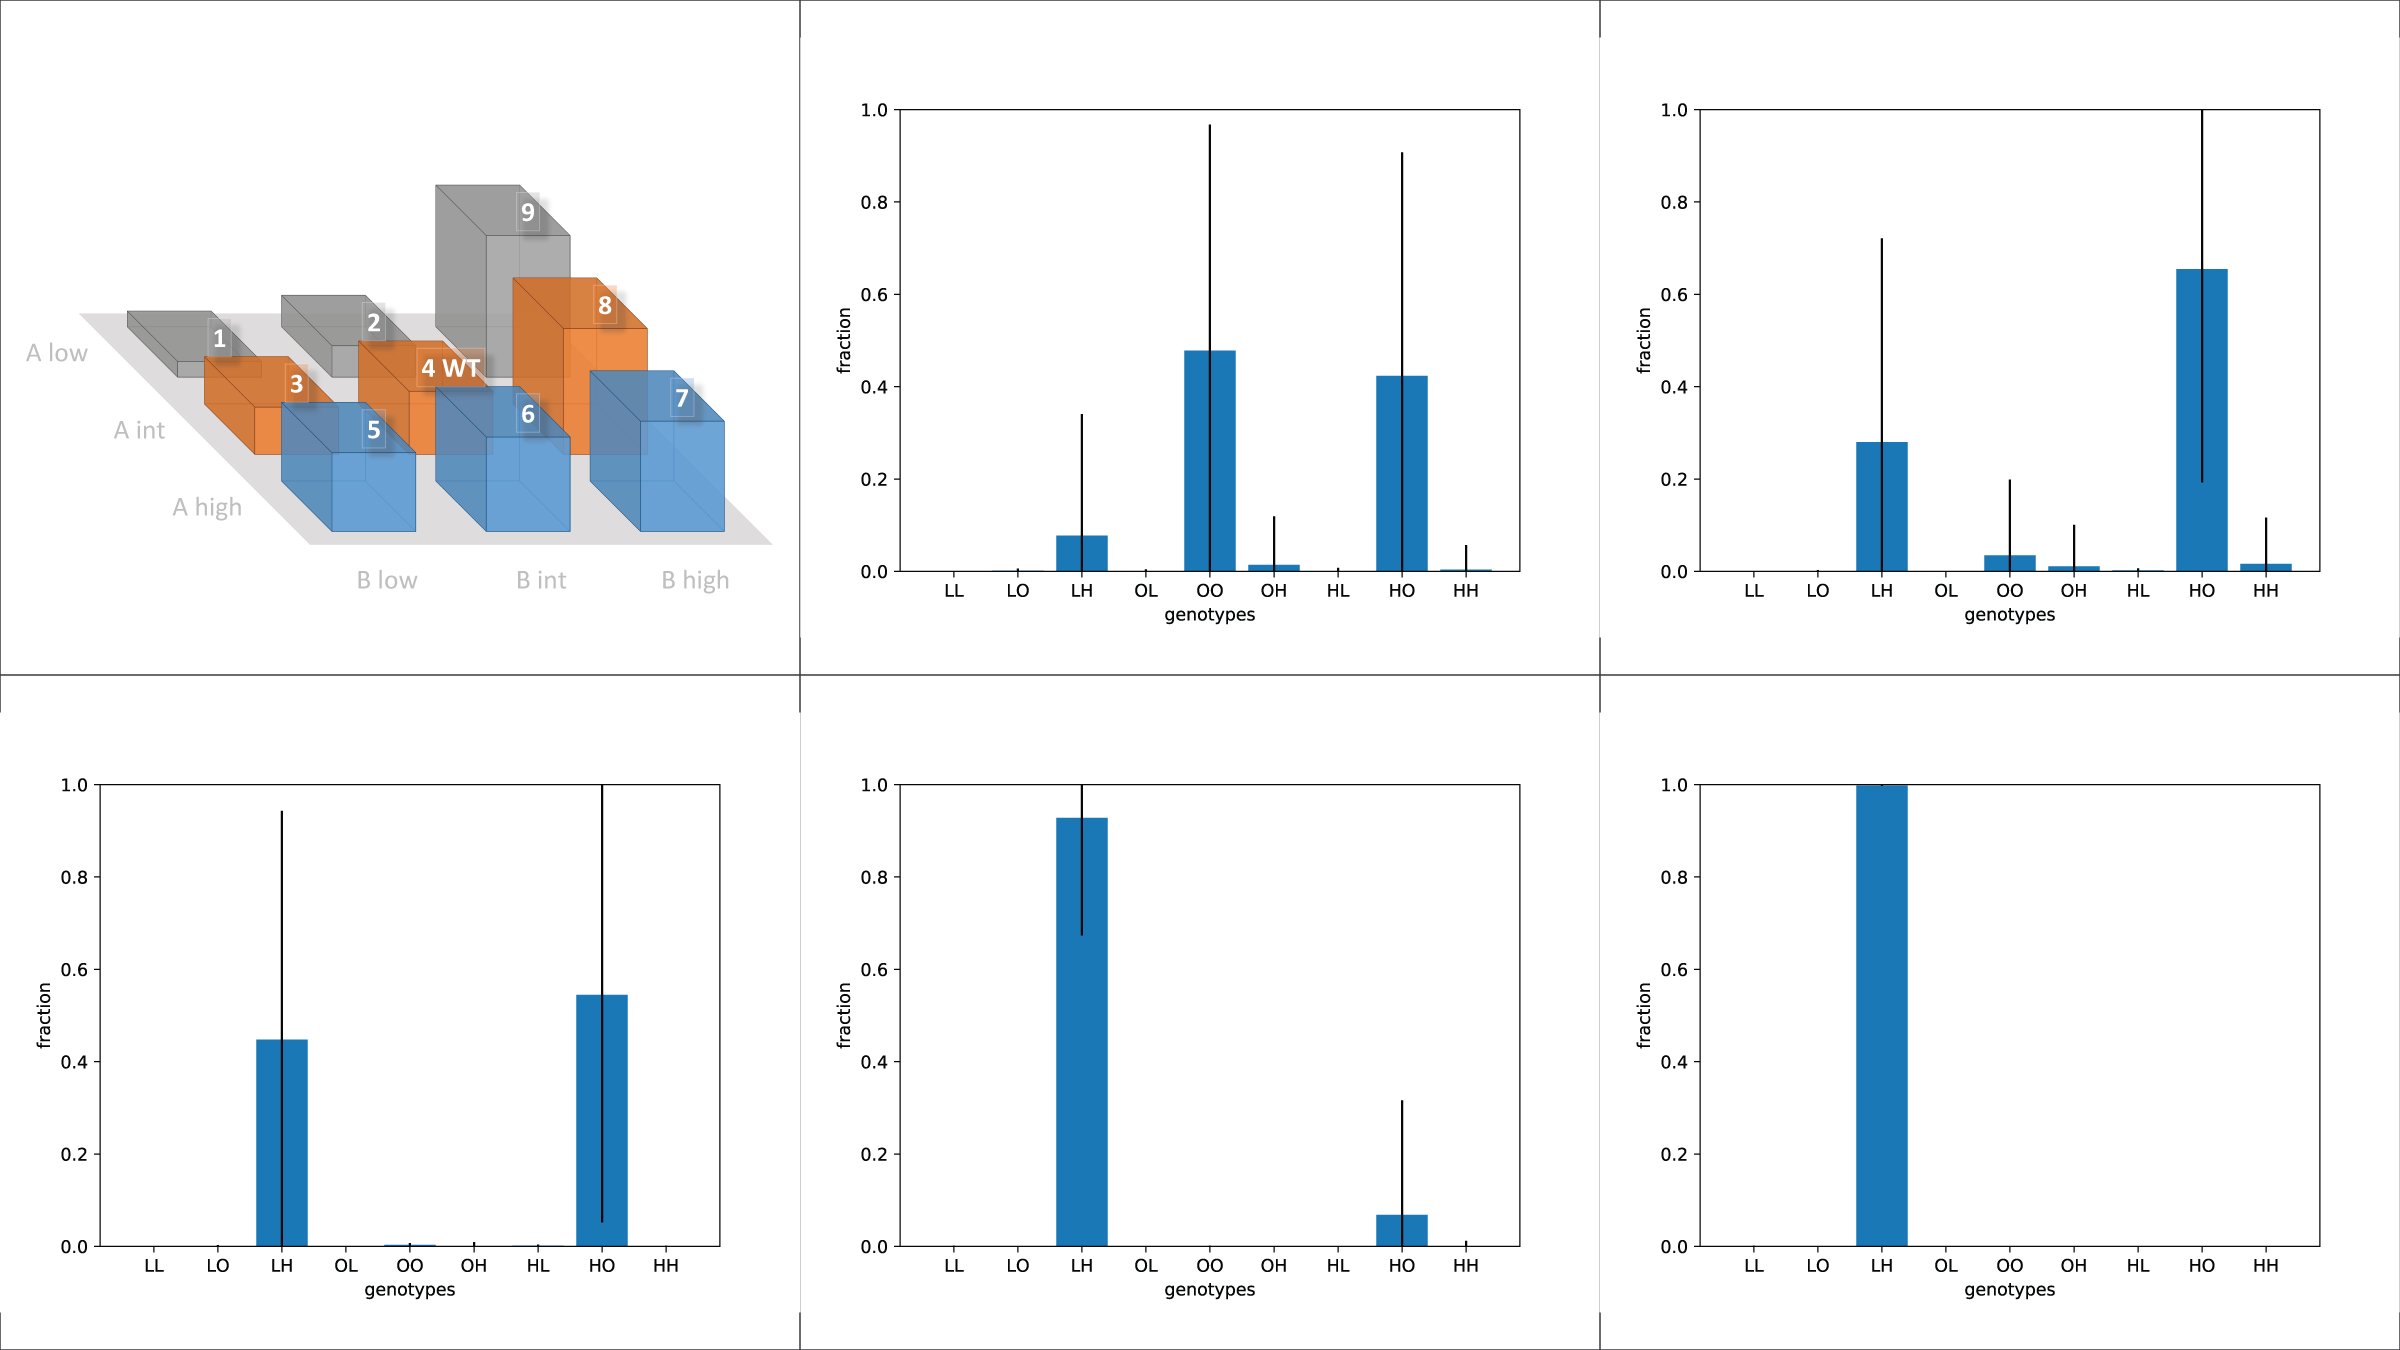 9
8
2
1
4 WT
3
7
6
5
A low
A int
A high
B low B int B high
1.0
0.8
0.6
0.4
0.2
0.0
fraction
LL LO LH OL OO OH HL HO HH
genotypes
1.0
0.8
0.6
0.4
0.2
0.0
fraction
LL LO LH OL OO OH HL HO HH
genotypes
1.0
0.8
0.6
0.4
0.2
0.0
fraction
LL LO LH OL OO OH HL HO HH
genotypes
1.0
0.8
0.6
0.4
0.2
0.0
fraction
LL LO LH OL OO OH HL HO HH
genotypes
1.0
0.8
0.6
0.4
0.2
0.0
fraction
LL LO LH OL OO OH HL HO HH
genotypes